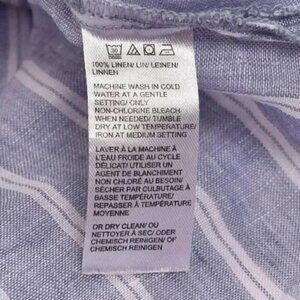 100% LINEN/ LIN/ LEINEN/
LINNEN
MACHINE WASH IN COLD
WATER AT A GENTLE
SETTING/ ONLY
NON-CHLORINE BLEACH
WHEN NEEDED/ TUMBLE
DRY AT LOW TEMPERATURE/
IRON AT MEDIUM SETTING
LAVER À LA MACHINE À
L'EAU FROIDE AU CYCLE
DÉLICAT/ UTILISER UN
AGENT DE BLANCHIMENT
NON CHLORÉ AU BESOIN/
SÉCHER PAR CULBUTAGE À
BASSE TEMPÉRATURE/
REPASSER À TEMPÉRATURE
MOYENNE
OR DRY CLEAN/ OU
NETTOYER À SEC/ ODER
CHEMISCH REINIGEN/ OF
CHEMISCH REINIGEN